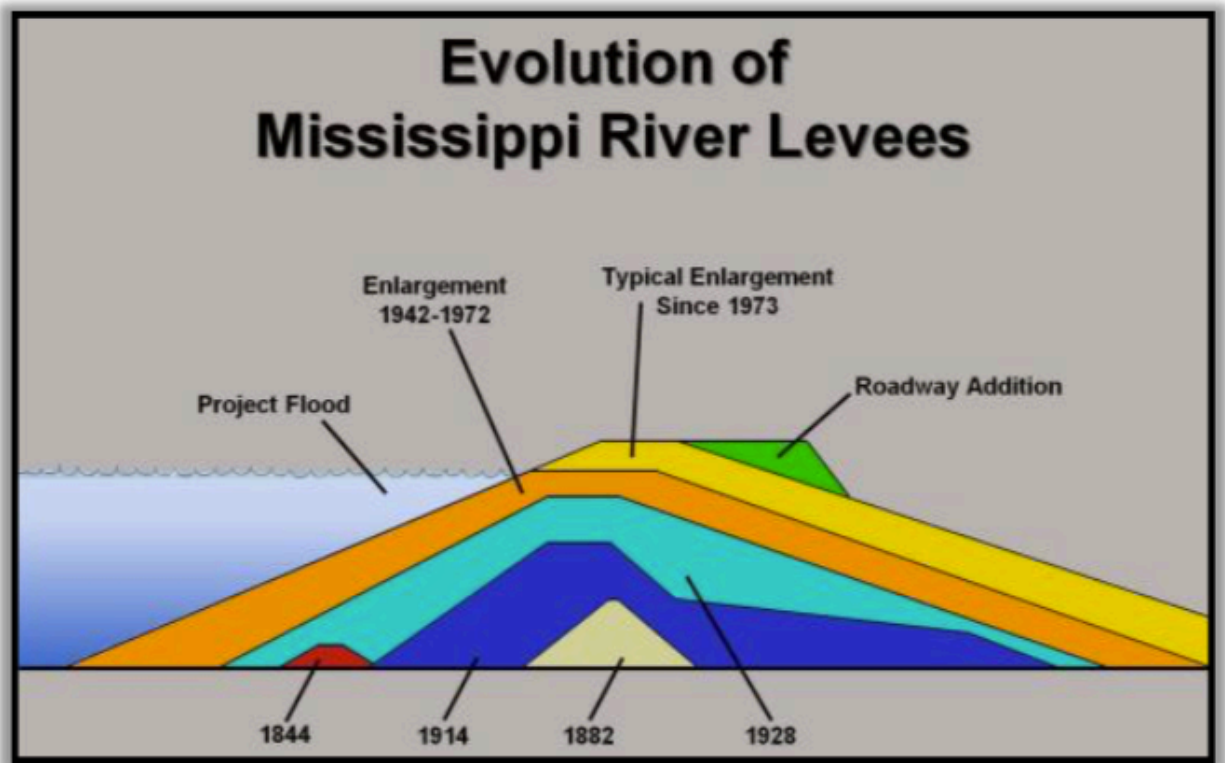 Evolution of
Mississippi River Levees
Enlargement
1942-1972
Typical Enlargement
Since 1973
Project Flood
Roadway Addition
1844
1914
1882
1928